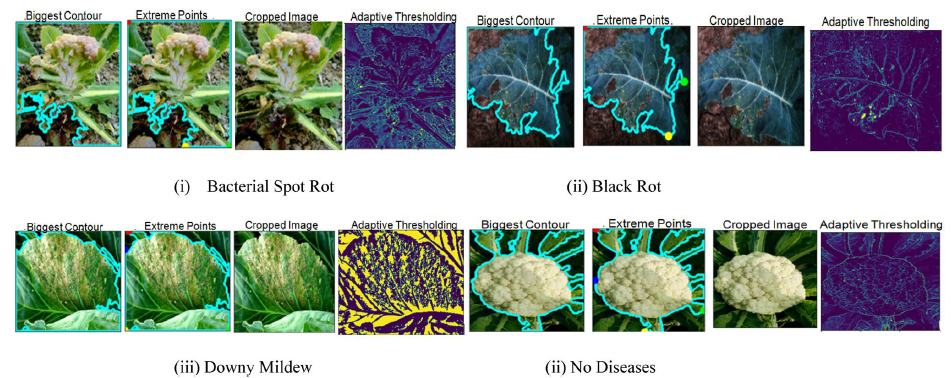 Biggest Contour Extreme Points Cropped Image Adaptive Thresholding
Biggest Contour Extreme Points Cropped Image Adaptive Thresholding
(i) Bacterial Spot Rot
(ii) Black Rot
Biggest Contour Extreme Points Cropped Image Adaptive Thresholding
Biggest Contour Extreme Points Cropped Image Adaptive Thresholding
(iii) Downy Mildew
(ii) No Diseases